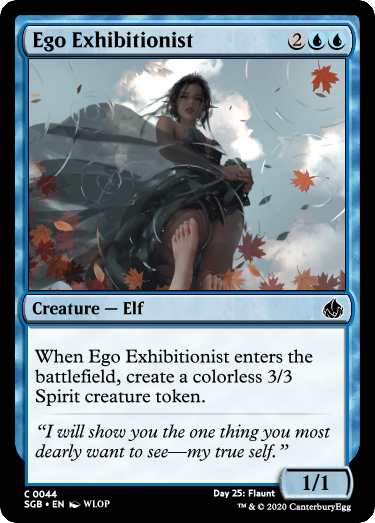 Ego Exhibitionist 2
Creature — Elf
When Ego Exhibitionist enters the
battlefield, create a colorless 3/3
Spirit creature token.
“I will show you the one thing you most
dearly want to see—my true self.”
1/1
C 0044 Day 25: Flaunt
SGB • EN WLOP ™ & © 2020 CanterburyEgg